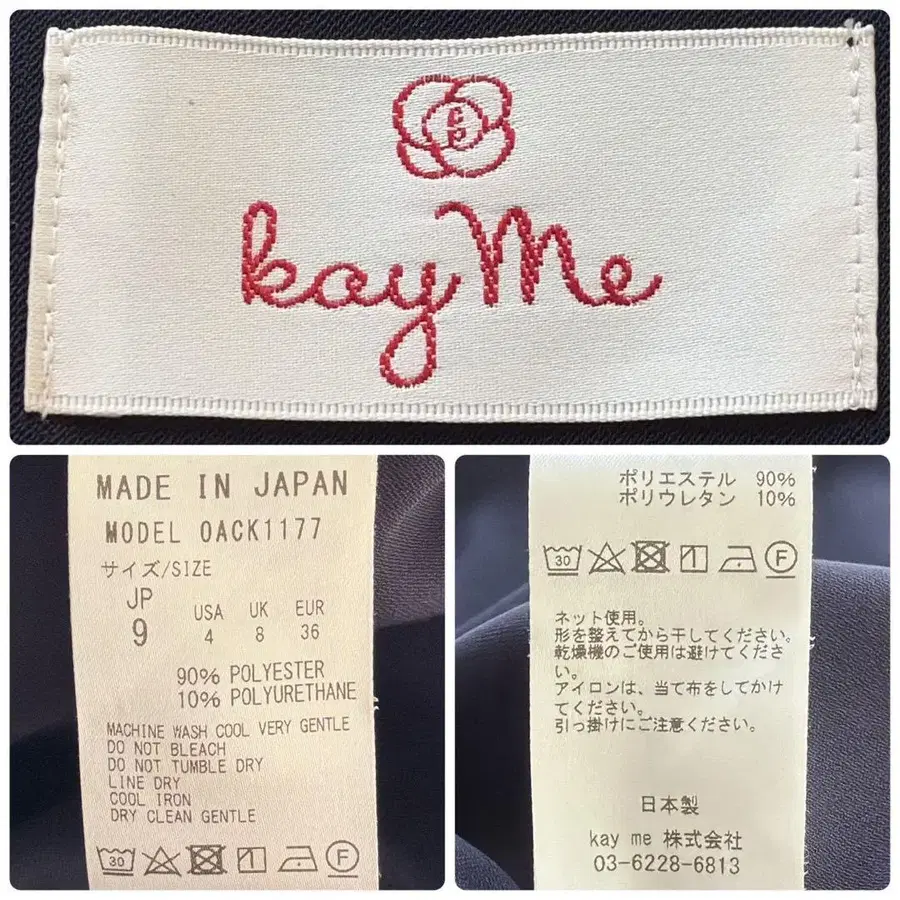 kay me
MADE IN JAPAN
MODEL OACK1177
サイズ/SIZE
JP USA UK EUR
9 4 8 36
90% POLYESTER
10% POLYURETHANE
MACHINE WASH COOL VERY GENTLE
DO NOT BLEACH
DO NOT TUMBLE DRY
LINE DRY
COOL IRON
DRY CLEAN GENTLE
30 F
ポリエステル 90%
ポリウレタン 10%
30 F
ネット使用。
形を整えてから干してください。
乾燥機のご使用は避けてくださ
い。
アイロンは、当て布をしてかけ
てください。
引っ掛けにご注意ください。
日本製
kay me 株式会社
03-6228-6813